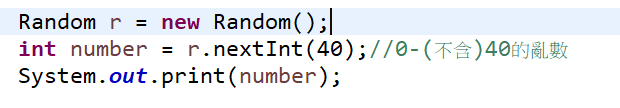 Random r = new Random();
int number = r.nextInt(40);//0-(不含)40的亂數
System.out.print(number);